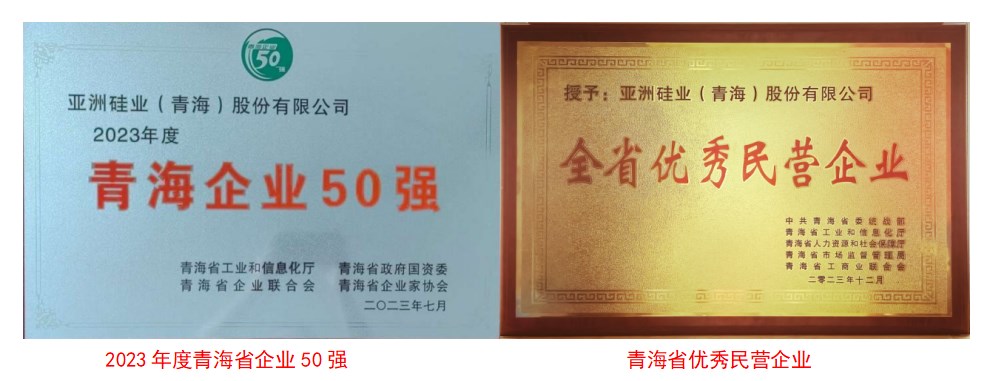 青海企业
50
强
亚洲硅业（青海）股份有限公司
2023年度
青海企业50强
青海省工业和信息化厅 青海省政府国资委
青海省企业联合会 青海省企业家协会
二〇二三年七月
授予：亚洲硅业（青海）股份有限公司
全省优秀民营企业
中共青海省委统战部
青海省工业和信息化厅
青海省人力资源和社会保障厅
青海省市场监督管理局
青海省工商业联合会
二零二三年十二月
2023 年度青海省企业 50 强
青海省优秀民营企业